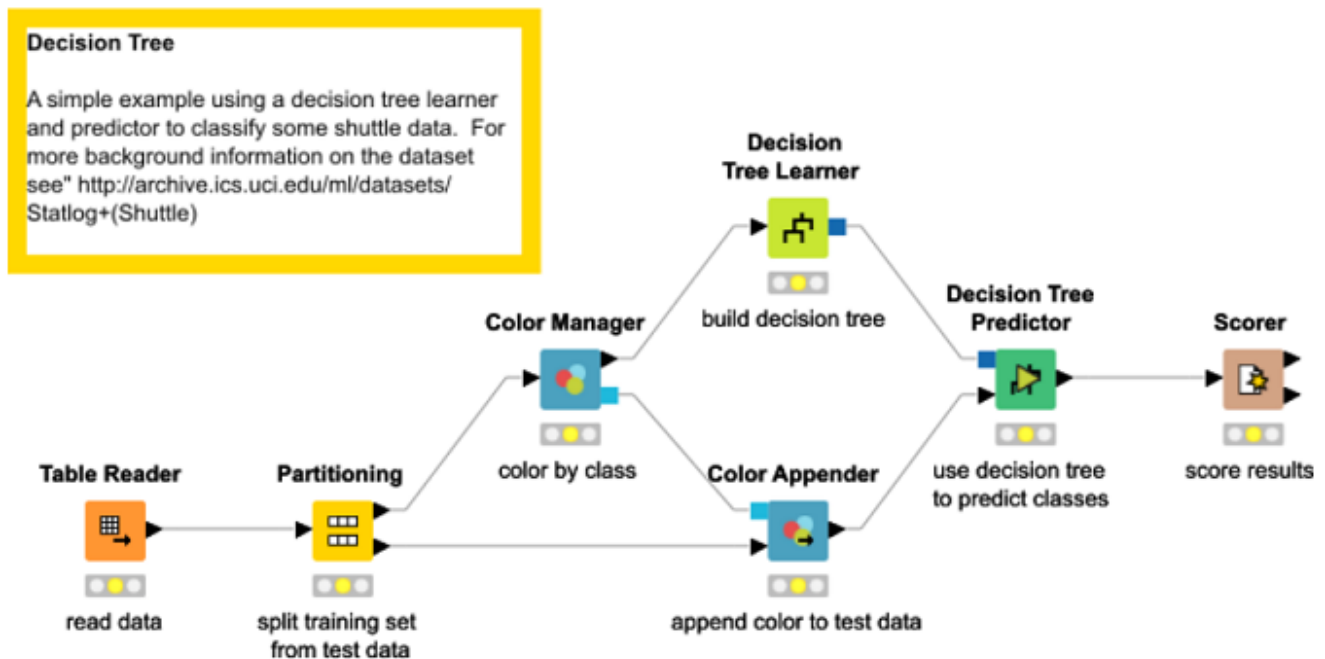 Decision Tree
A simple example using a decision tree learner
and predictor to classify some shuttle data.  For
more background information on the dataset
see" http://archive.ics.uci.edu/ml/datasets/
Statlog+(Shuttle)
Decision
Tree Learner
build decision tree
Color Manager
color by class
Decision Tree
Predictor
use decision tree
to predict classes
Scorer
score results
Table Reader
read data
Partitioning
split training set
from test data
Color Appender
append color to test data